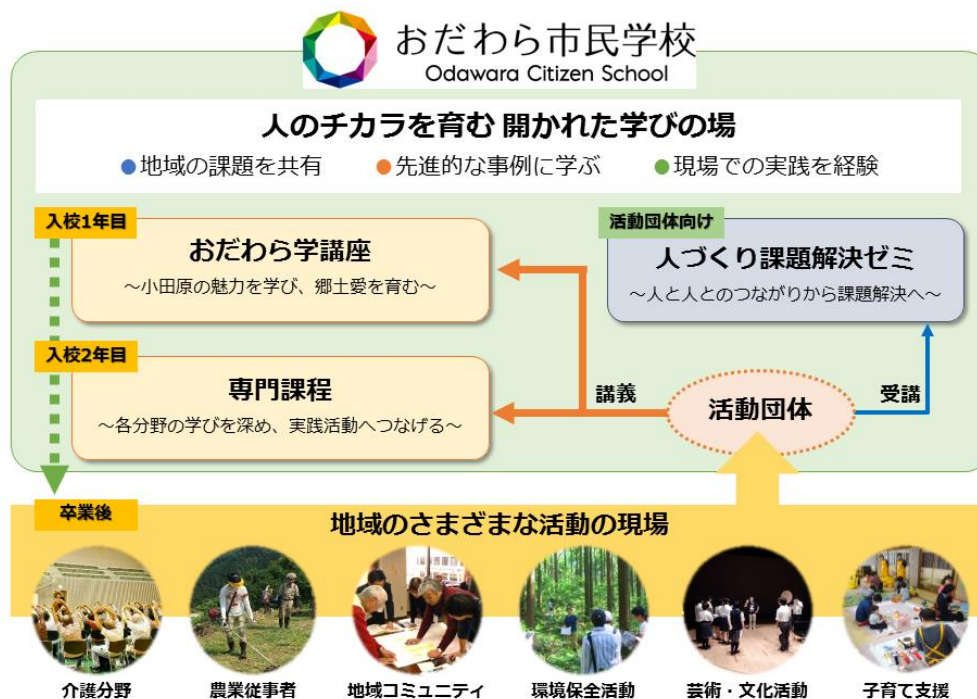 おだわら市民学校
Odawara Citizen School
人のチカラを育む 開かれた学びの場
●地域の課題を共有 ●先進的な事例に学ぶ ●現場での実践を経験
入校1年目
おだわら学講座
～小田原の魅力を学び、郷土愛を育む～
活動団体向け
人づくり課題解決ゼミ
～人と人とのつながりから課題解決へ～
入校2年目
専門課程
～各分野の学びを深め、実践活動へつなげる～
講義
活動団体
受講
卒業後
地域のさまざまな活動の現場
介護分野
農業従事者
地域コミュニティ
環境保全活動
芸術・文化活動
子育て支援